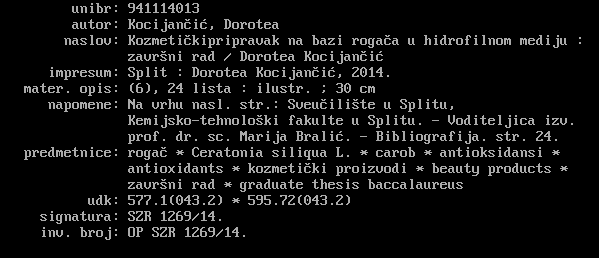 unibr: 941114013
autor: Kocijančić, Dorotea
naslov: Kozmetičkipripravak na bazi rogača u hidrofilnom mediju :
završni rad / Dorotea Kocijančić
impresum: Split : Dorotea Kocijančić, 2014.
mater. opis: (6), 24 lista : ilustr. ; 30 cm
napomene: Na vrhu nasl. str.: Sveučilište u Splitu,
Kemijsko-tehnološki fakulte u Splitu. - Voditeljica izv.
prof. dr. sc. Marija Bralić. - Bibliografija. str. 24.
predmetnice: rogač * Ceratonia siliqua L. * carob * antioksidansi *
antioxidants * kozmetički proizvodi * beauty products *
završni rad * graduate thesis baccalaureus
udk: 577.1(043.2) * 595.72(043.2)
signatura: SZR 1269/14.
inv. broj: OP SZR 1269/14.